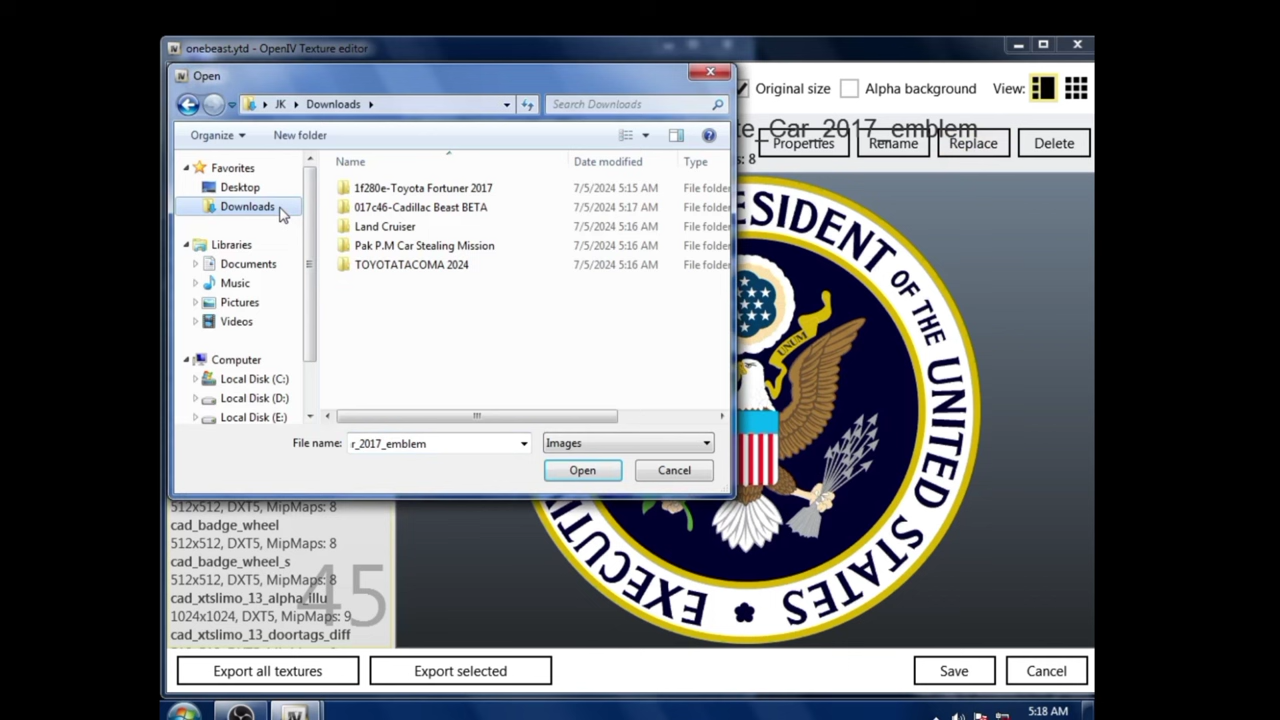 onebeast.ytd - OpenIV Texture editor
Open
JK
Downloads
Search Downloads
Organize
New folder
Original size
Alpha background
View:
te_Car_2017_emblem
s: 8
Properties
Rename
Replace
Delete
Favorites
Desktop
Downloads
Libraries
Documents
Music
Pictures
Videos
Computer
Local Disk (C:)
Local Disk (D:)
Local Disk (E:)
Name
Date modified
Type
1f280e-Toyota Fortuner 2017 7/5/2024 5:15 AM File folder
017c46-Cadillac Beast BETA 7/5/2024 5:17 AM File folder
Land Cruiser 7/5/2024 5:16 AM File folder
Pak P.M Car Stealing Mission 7/5/2024 5:16 AM File folder
TOYOTATACOMA 2024 7/5/2024 5:16 AM File folder
File name: r_2017_emblem
Images
Open
Cancel
ESIDENT OF THE UNITED STATES
EXECUTI
UNUM
512x512, DXT5, MipMaps: 8
cad_badge_wheel
512x512, DXT5, MipMaps: 8
cad_badge_wheel_s
512x512, DXT5, MipMaps: 8
cad_xtslimo_13_alpha_illu
1024x1024, DXT5, MipMaps: 9
cad_xtslimo_13_doortags_diff
45
Export all textures
Export selected
Save
Cancel
5:18 AM